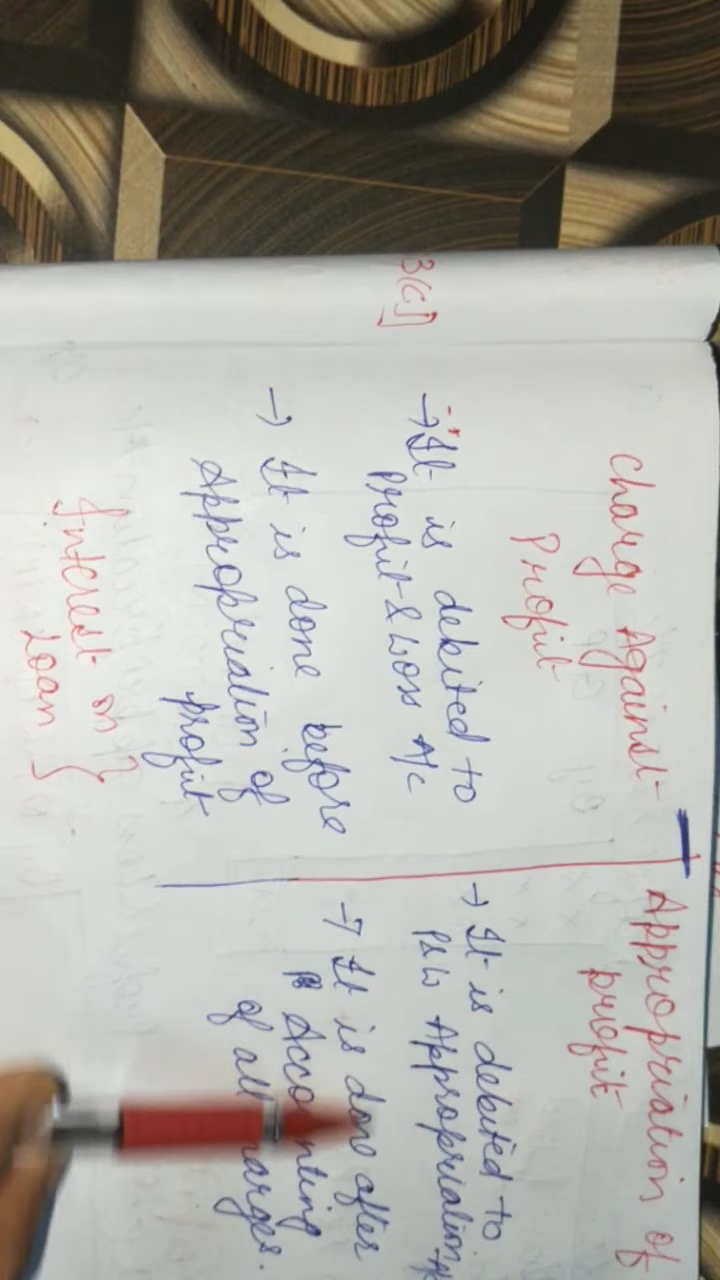 3(c)]
Charge Against
Profit
→ It is debited to
Profit & Loss A/c
→ It is done before
Appropriation of
profit
Interest on
Loan }
Appropriation of
profit
→ It is debited to
P&L Appropriation A/c
→ It is done after
Accounting
of all charges.